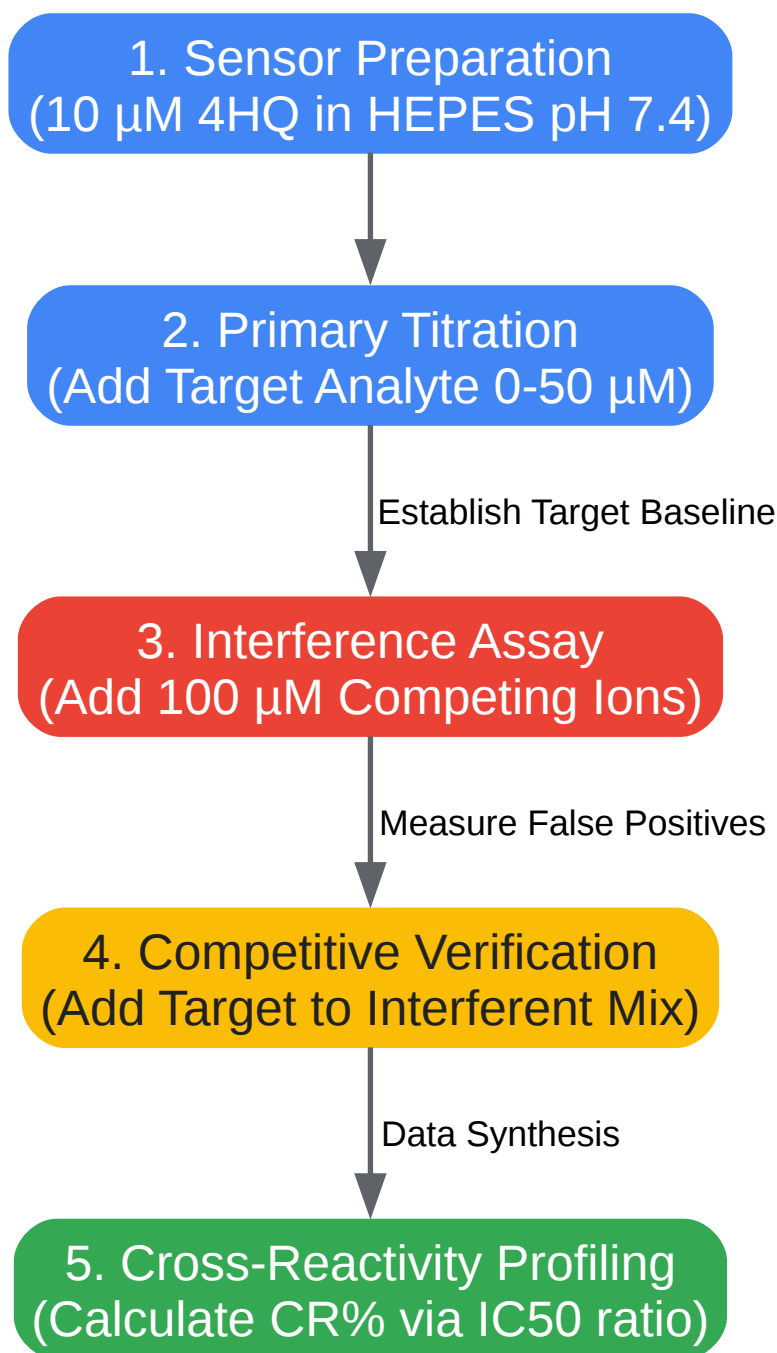 1. Sensor Preparation
(10 µM 4HQ in HEPES pH 7.4)
2. Primary Titration
(Add Target Analyte 0-50 µM)
Establish Target Baseline
3. Interference Assay
(Add 100 µM Competing Ions)
Measure False Positives
4. Competitive Verification
(Add Target to Interferent Mix)
Data Synthesis
5. Cross-Reactivity Profiling
(Calculate CR% via IC50 ratio)